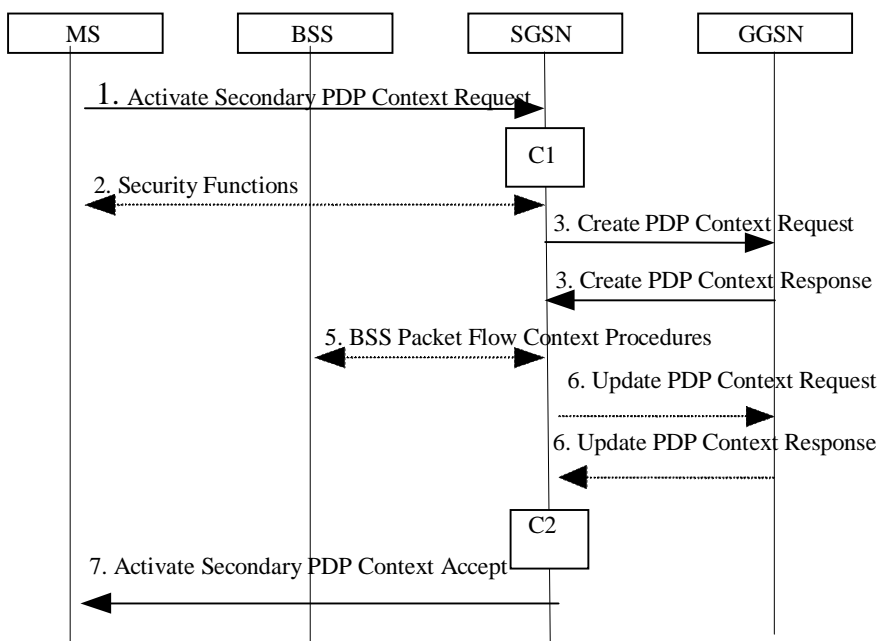 MS
BSS
SGSN
GGSN
1. Activate Secondary PDP Context Request
C1
2. Security Functions
3. Create PDP Context Request
3. Create PDP Context Response
5. BSS Packet Flow Context Procedures
6. Update PDP Context Request
6. Update PDP Context Response
C2
7. Activate Secondary PDP Context Accept